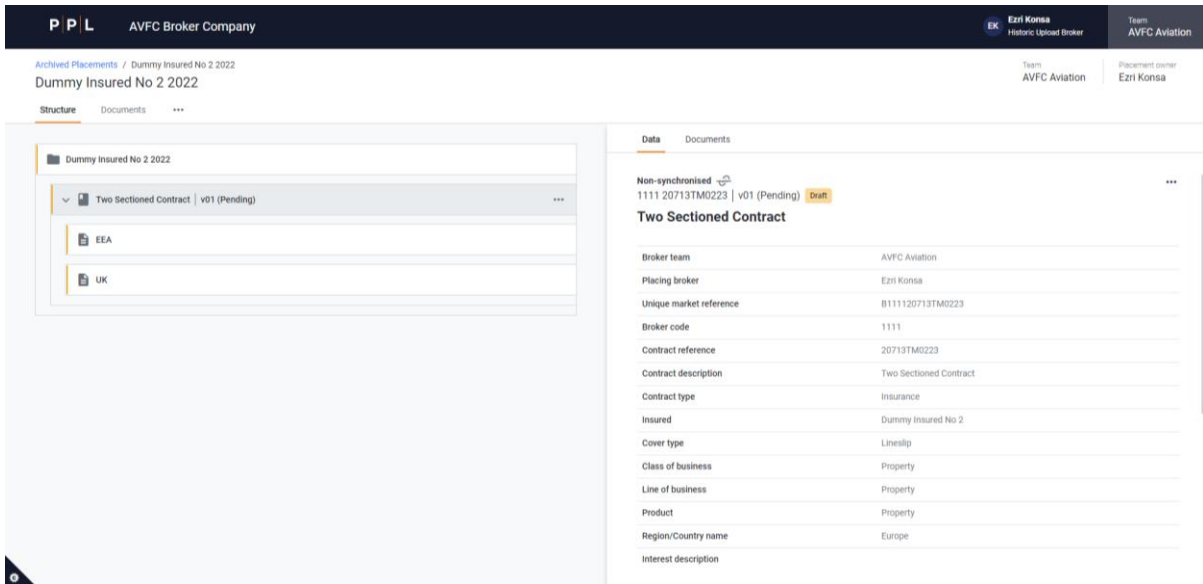 P|P|L AVFC Broker Company
EK Ezri Konsa
Historic Upload Broker
Team
AVFC Aviation
Archived Placements / Dummy Insured No 2 2022
Dummy Insured No 2 2022
Team
AVFC Aviation
Placement owner
Ezri Konsa
Structure Documents •••
Dummy Insured No 2 2022
Two Sectioned Contract | v01 (Pending) •••
EEA
UK
Data Documents
Non-synchronised •••
1111 20713TM0223 | v01 (Pending) Draft
Two Sectioned Contract
Broker team AVFC Aviation
Placing broker Ezri Konsa
Unique market reference B111120713TM0223
Broker code 1111
Contract reference 20713TM0223
Contract description Two Sectioned Contract
Contract type Insurance
Insured Dummy Insured No 2
Cover type Lineslip
Class of business Property
Line of business Property
Product Property
Region/Country name Europe
Interest description